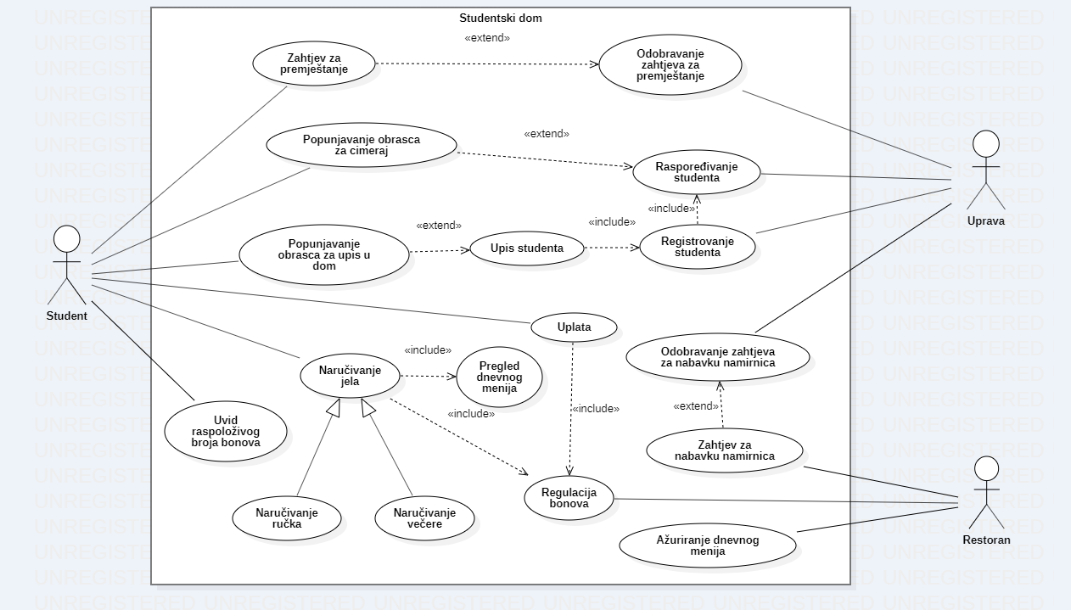 Studentski dom
«extend»
Zahtjev za
premještanje
Odobravanje
zahtjeva za
premještanje
Popunjavanje obrasca
za cimeraj
«extend»
Raspoređivanje
studenta
«include»
Uprava
Popunjavanje
obrasca za upis u
dom
«extend»
Upis studenta
«include»
Registrovanje
studenta
Student
Uplata
Naručivanje
jela
«include»
Pregled
dnevnog
menija
Odobravanje zahtjeva
za nabavku namirnica
«include»
«include»
«extend»
Uvid
raspoloživog
broja bonova
Zahtjev za
nabavku namirnica
Regulacija
bonova
Naručivanje
ručka
Naručivanje
večere
Ažuriranje dnevnog
menija
Restoran
UNREGISTERED UNREGISTERED UNREGISTERED UNREGISTERED UNREGISTERED UNREGISTERED